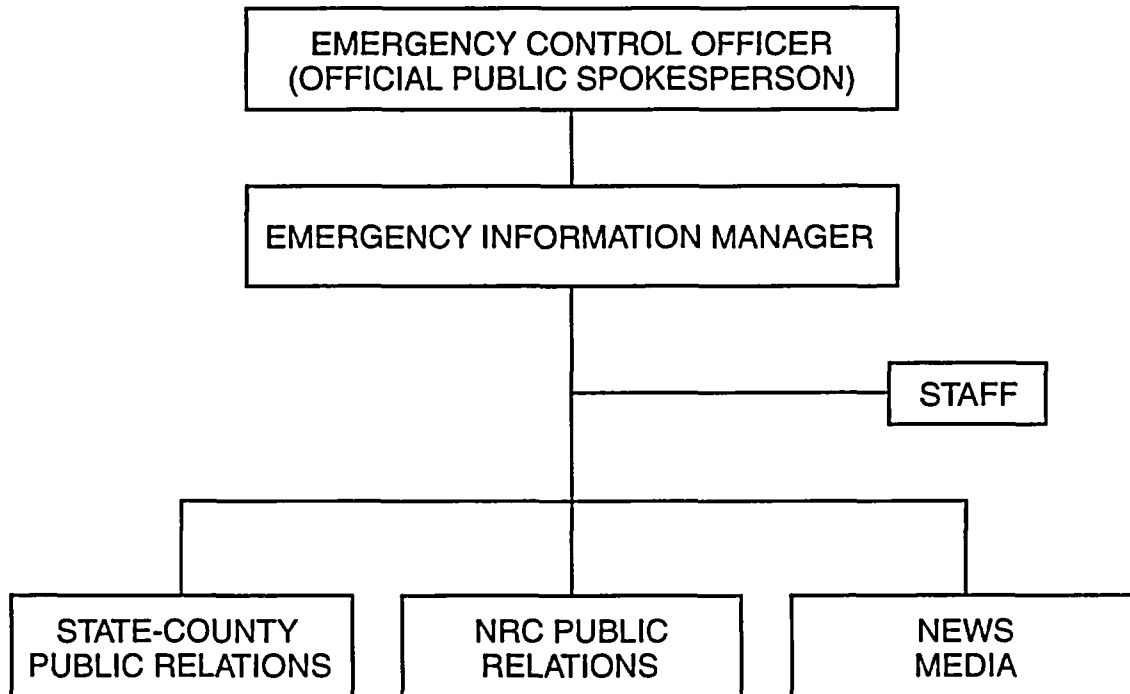 EMERGENCY CONTROL OFFICER
(OFFICIAL PUBLIC SPOKESPERSON)
EMERGENCY INFORMATION MANAGER
STAFF
STATE-COUNTY
PUBLIC RELATIONS
NRC PUBLIC
RELATIONS
NEWS
MEDIA